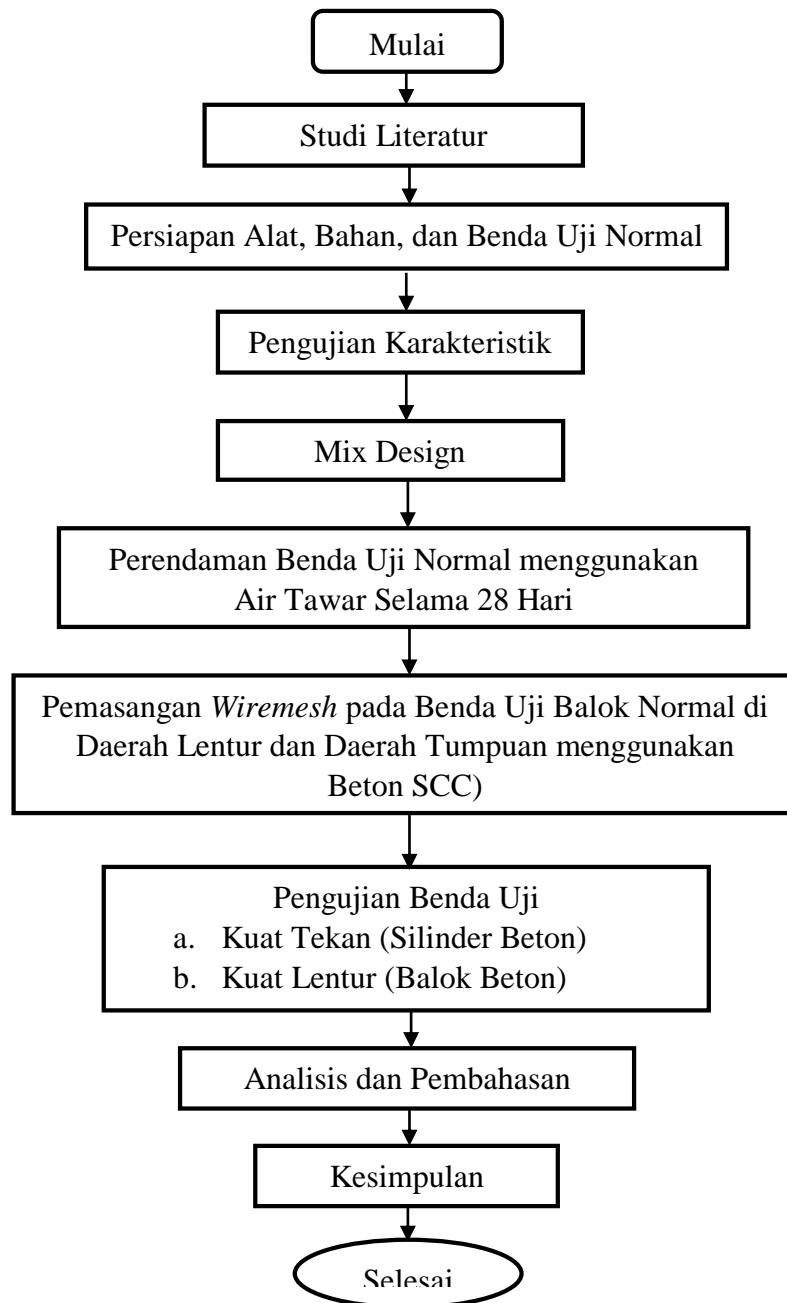 Mulai
Studi Literatur
Persiapan Alat, Bahan, dan Benda Uji Normal
Pengujian Karakteristik
Mix Design
Perendaman Benda Uji Normal menggunakan
Air Tawar Selama 28 Hari
Pemasangan Wiremesh pada Benda Uji Balok Normal di
Daerah Lentur dan Daerah Tumpuan menggunakan
Beton SCC)
Pengujian Benda Uji
a. Kuat Tekan (Silinder Beton)
b. Kuat Lentur (Balok Beton)
Analisis dan Pembahasan
Kesimpulan
Selesai